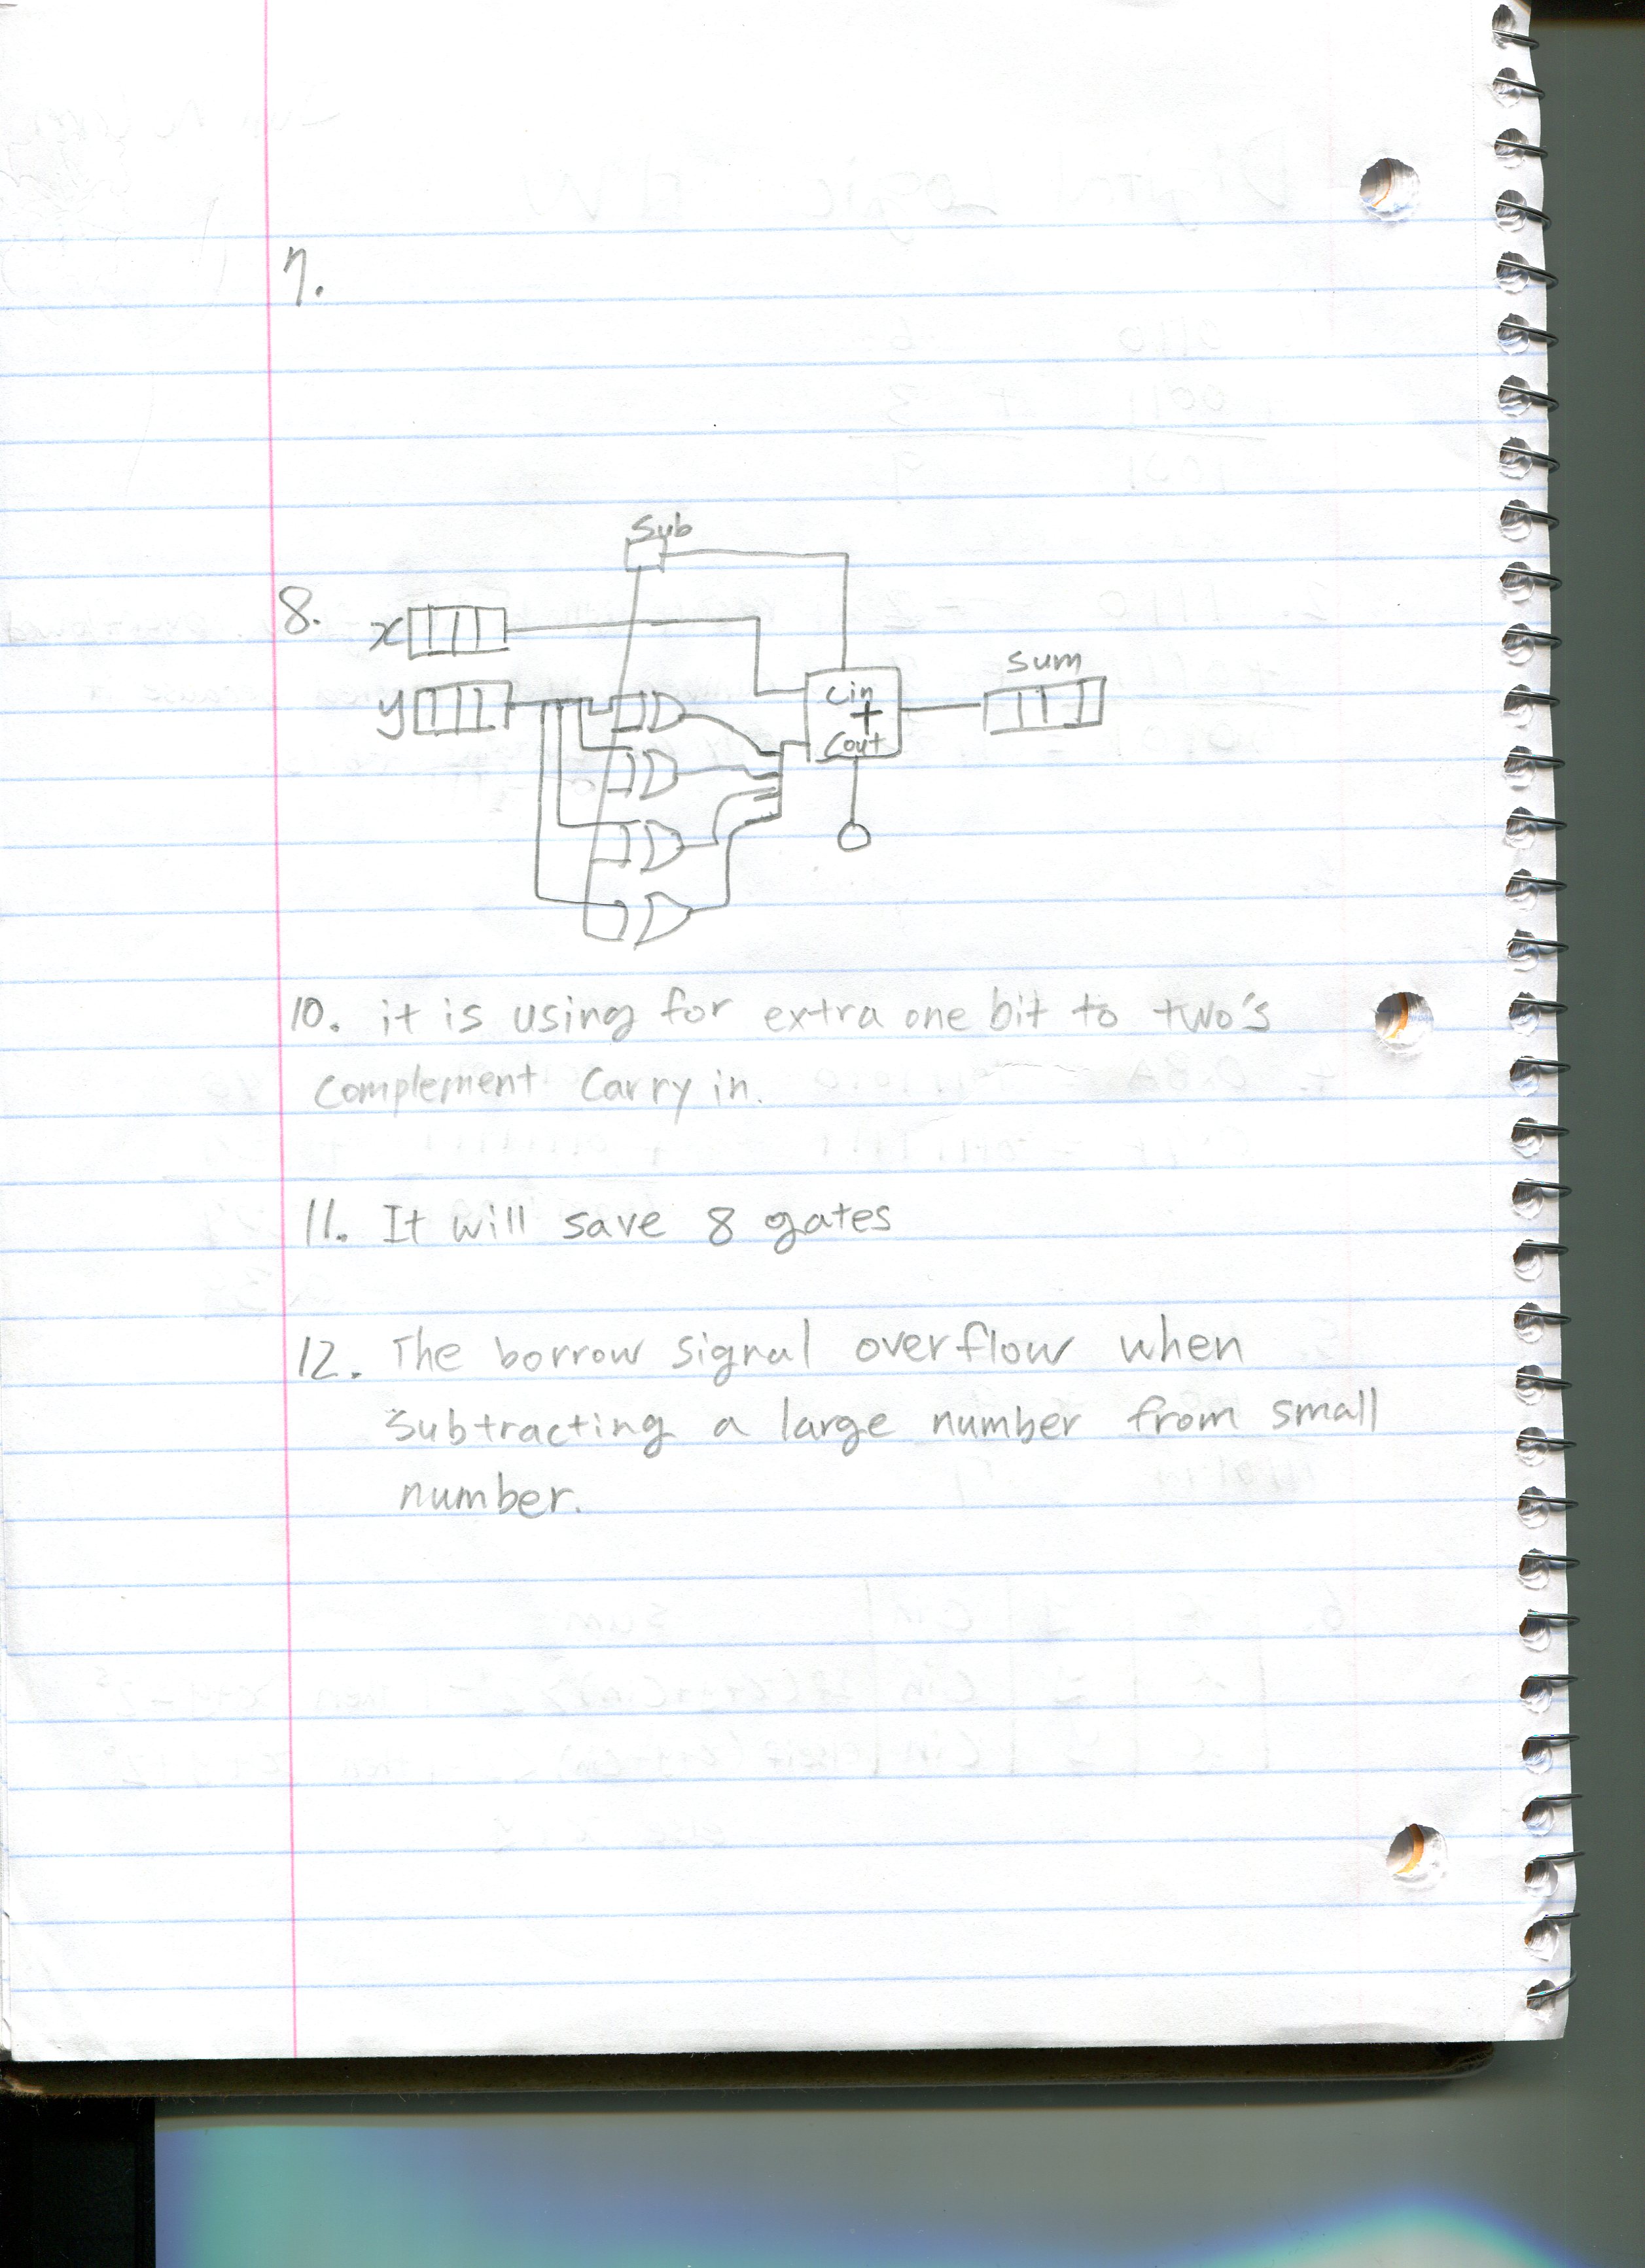 7.
Sub
8.
x
y
Cin
+
Cout
sum
10. it is using for extra one bit to two's
complement carry in.
11. It will save 8 gates
12. The borrow signal overflow when
subtracting a large number from small
number.